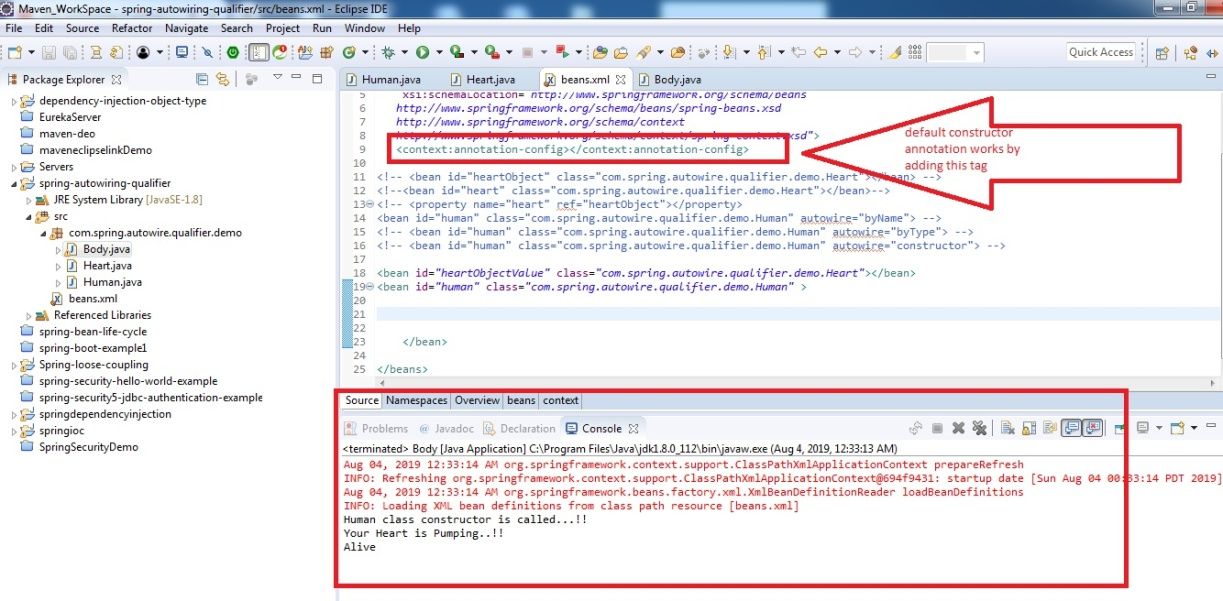 Maven_WorkSpace - spring-autowiring-qualifier/src/beans.xml - Eclipse IDE
File Edit Source Refactor Navigate Search Project Run Window Help
Quick Access
Package Explorer
dependency-injection-object-type
EurekaServer
maven-deo
maveneclipselinkDemo
Servers
spring-autowiring-qualifier
JRE System Library [JavaSE-1.8]
src
com.spring.autowire.qualifier.demo
Body.java
Heart.java
Human.java
beans.xml
Referenced Libraries
spring-bean-life-cycle
spring-boot-example1
Spring-loose-coupling
spring-security-hello-world-example
spring-security5-jdbc-authentication-example
springdependencyinjection
springioc
SpringSecurityDemo
Human.java Heart.java beans.xml Body.java
5 xsi:schemaLocation="http://www.springframework.org/schema/beans
6 http://www.springframework.org/schema/beans/spring-beans.xsd
7 http://www.springframework.org/schema/context
8 http://www.springframework.org/schema/context/spring-context.xsd">
9 <context:annotation-config></context:annotation-config>
10
11 <!-- <bean id="heartObject" class="com.spring.autowire.qualifier.demo.Heart"></bean> -->
12 <!--<bean id="heart" class="com.spring.autowire.qualifier.demo.Heart"></bean>-->
13 <!-- <property name="heart" ref="heartObject"></property>
14 <bean id="human" class="com.spring.autowire.qualifier.demo.Human" autowire="byName"> -->
15 <!-- <bean id="human" class="com.spring.autowire.qualifier.demo.Human" autowire="byType"> -->
16 <!-- <bean id="human" class="com.spring.autowire.qualifier.demo.Human" autowire="constructor"> -->
17
18 <bean id="heartObjectValue" class="com.spring.autowire.qualifier.demo.Heart"></bean>
19 <bean id="human" class="com.spring.autowire.qualifier.demo.Human" >
20
21
22
23 </bean>
24
25 </beans>
default constructor
annotation works by
adding this tag
Source Namespaces Overview beans context
Problems @ Javadoc Declaration Console
<terminated> Body [Java Application] C:\Program Files\Java\jdk1.8.0_112\bin\javaw.exe (Aug 4, 2019, 12:33:13 AM)
Aug 04, 2019 12:33:14 AM org.springframework.context.support.ClassPathXmlApplicationContext prepareRefresh
INFO: Refreshing org.springframework.context.support.ClassPathXmlApplicationContext@694f9431: startup date [Sun Aug 04 00:33:14 PDT 2019]
Aug 04, 2019 12:33:14 AM org.springframework.beans.factory.xml.XmlBeanDefinitionReader loadBeanDefinitions
INFO: Loading XML bean definitions from class path resource [beans.xml]
Human class constructor is called...!!
Your Heart is Pumping..!!
Alive